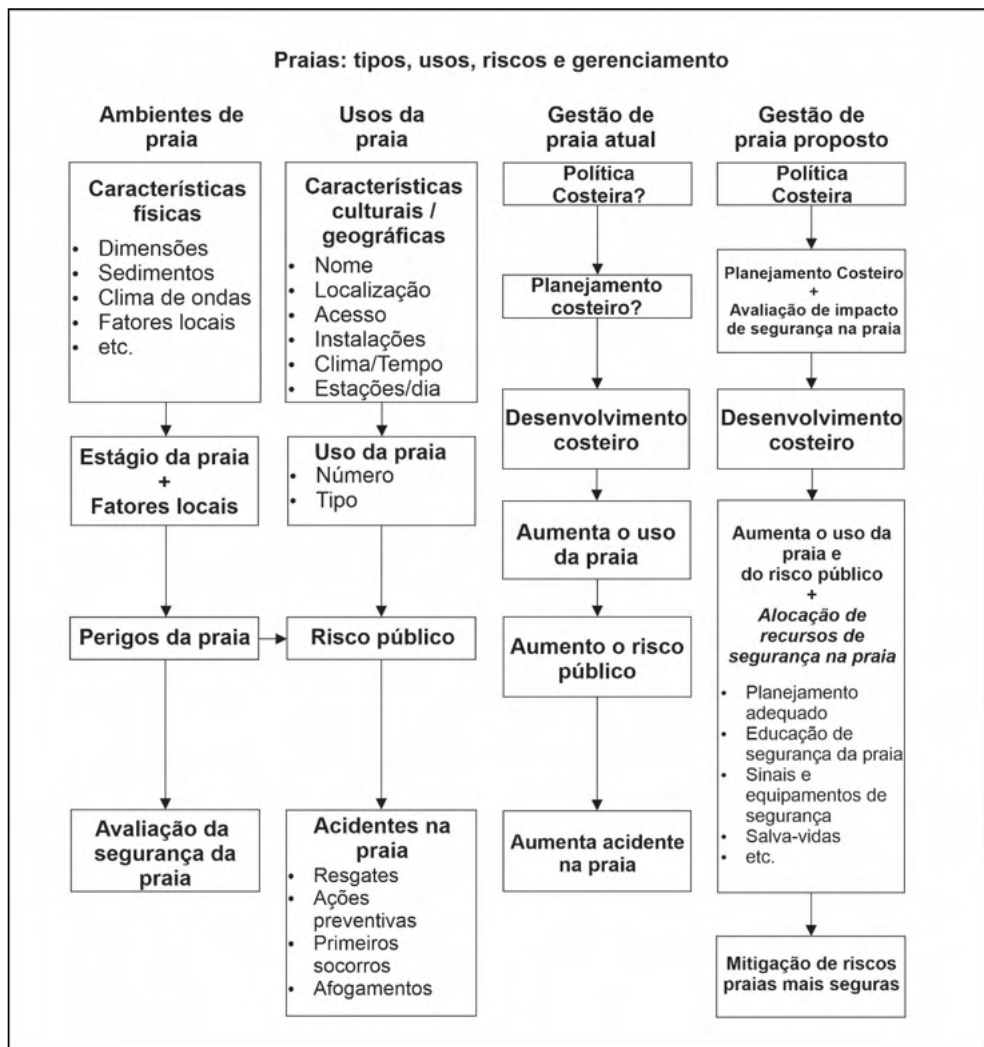 Praias: tipos, usos, riscos e gerenciamento
Ambientes de
praia
Características
físicas
• Dimensões
• Sedimentos
• Clima de ondas
• Fatores locais
• etc.
Estágio da praia
+
Fatores locais
Perigos da praia
Avaliação da
segurança da
praia
Usos da
praia
Características
culturais /
geográficas
• Nome
• Localização
• Acesso
• Instalações
• Clima/Tempo
• Estações/dia
Uso da praia
• Número
• Tipo
Risco público
Acidentes na
praia
• Resgates
• Ações
preventivas
• Primeiros
socorros
• Afogamentos
Gestão de
praia atual
Política
Costeira?
Planejamento
costeiro?
Desenvolvimento
costeiro
Aumenta o uso
da praia
Aumento o risco
público
Aumenta acidente
na praia
Gestão de
praia proposto
Política
Costeira
Planejamento Costeiro
+
Avaliação de impacto
de segurança na praia
Desenvolvimento
costeiro
Aumenta o uso da
praia e
do risco público
+
Alocação de
recursos de
segurança na praia
• Planejamento
adequado
• Educação de
segurança da praia
• Sinais e
equipamentos de
segurança
• Salva-vidas
• etc.
Mitigação de riscos
praias mais seguras